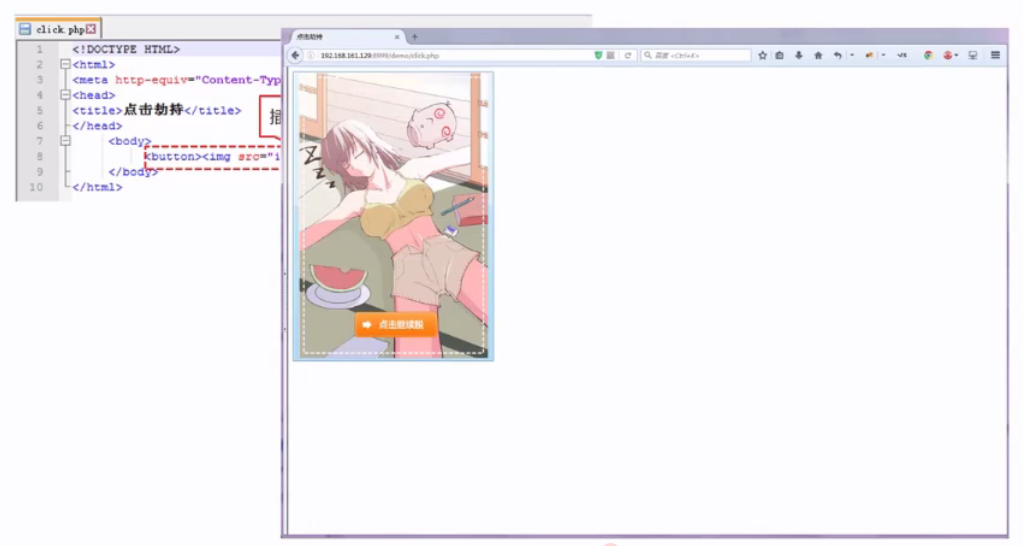 click.php
1 <!DOCTYPE HTML>
2 <html>
3 <meta http-equiv="Content-Typ
4 <head>
5 <title>点击劫持</title>
6 </head>
7 <body>
8 <button><img src="i
9 </body>
10 </html>
插
点击劫持
192.168.161.129:8999/demo/click.php
百度 <Ctrl+K>
Z
Z
Z
点击继续脱